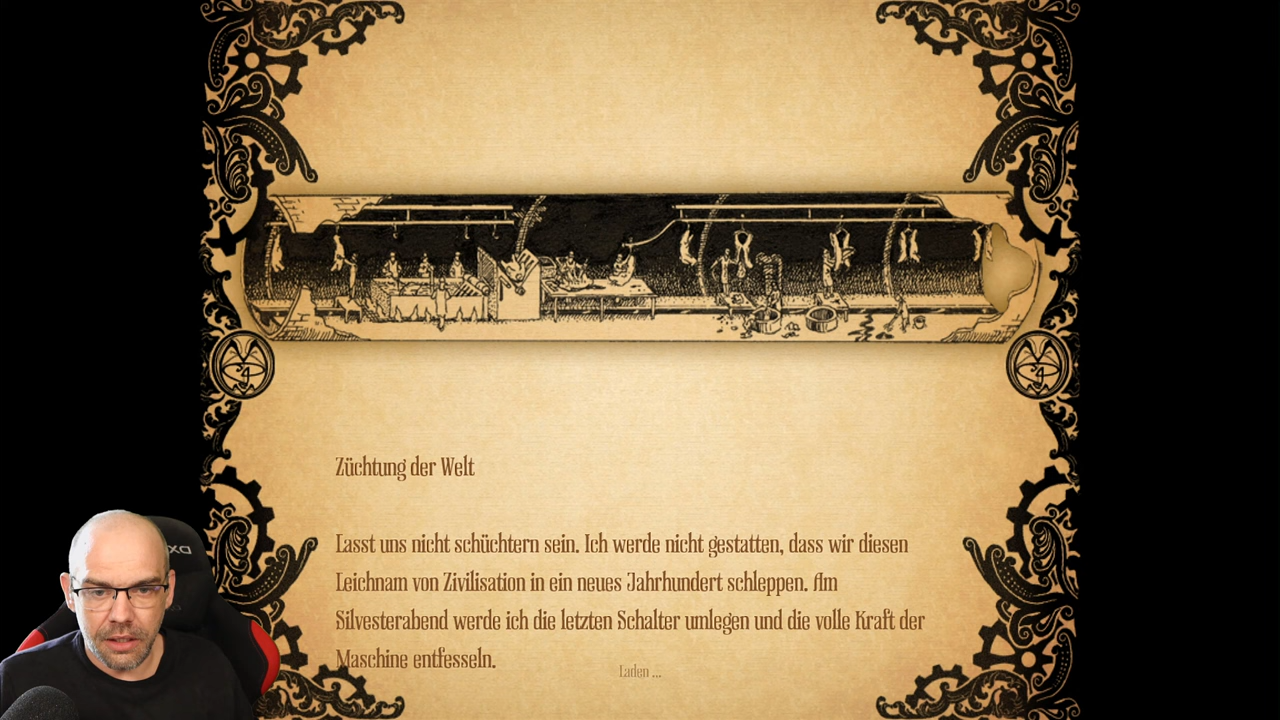 Züchtung der Welt
Lasst uns nicht schüchtern sein. Ich werde nicht gestatten, dass wir diesen
Leichnam von Zivilisation in ein neues Jahrhundert schleppen. Am
Silvesterabend werde ich die letzten Schalter umlegen und die volle Kraft der
Maschine entfesseln.
Laden ...